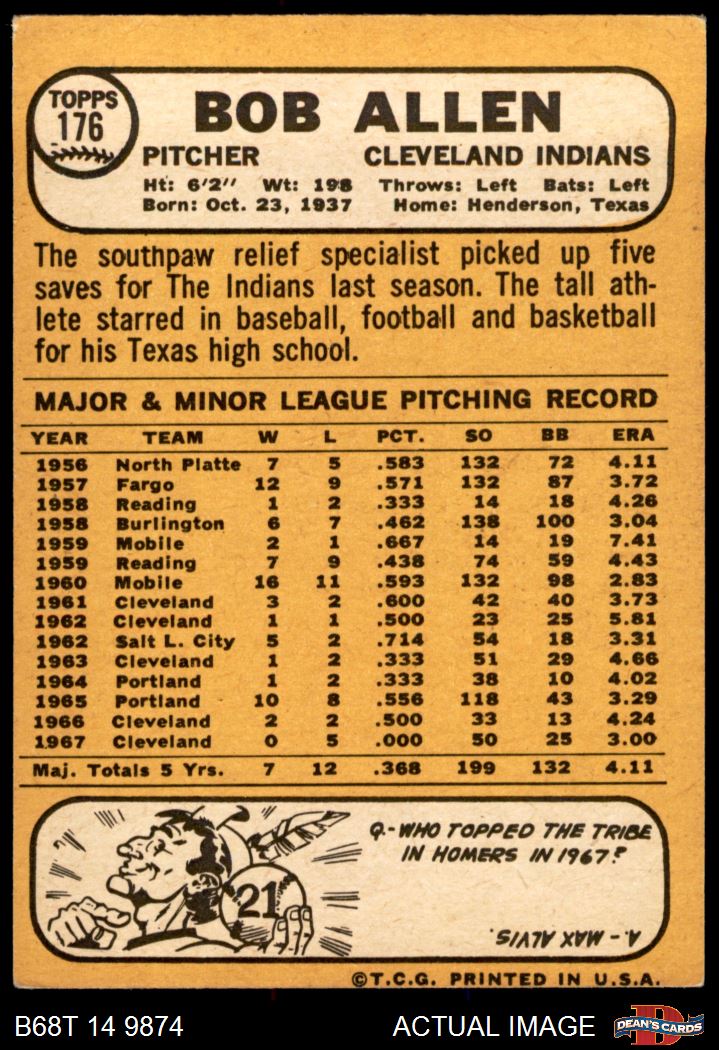 TOPPS
176
BOB ALLEN
PITCHER CLEVELAND INDIANS
Ht: 6'2" Wt: 198 Throws: Left Bats: Left
Born: Oct. 23, 1937 Home: Henderson, Texas
The southpaw relief specialist picked up five
saves for The Indians last season. The tall ath-
lete starred in baseball, football and basketball
for his Texas high school.
MAJOR & MINOR LEAGUE PITCHING RECORD
YEAR TEAM W L PCT. SO BB ERA
1956 North Platte 7 5 .583 132 72 4.11
1957 Fargo 12 9 .571 132 87 3.72
1958 Reading 1 2 .333 14 18 4.26
1958 Burlington 6 7 .462 138 100 3.04
1959 Mobile 2 1 .667 14 19 7.41
1959 Reading 7 9 .438 74 59 4.43
1960 Mobile 16 11 .593 132 98 2.83
1961 Cleveland 3 2 .600 42 40 3.73
1962 Cleveland 1 1 .500 23 25 5.81
1962 Salt L. City 5 2 .714 54 18 3.31
1963 Cleveland 1 2 .333 51 29 4.66
1964 Portland 1 2 .333 38 10 4.02
1965 Portland 10 8 .556 118 43 3.29
1966 Cleveland 2 2 .500 33 13 4.24
1967 Cleveland 0 5 .000 50 25 3.00
Maj. Totals 5 Yrs. 7 12 .368 199 132 4.11
Q.- WHO TOPPED THE TRIBE
IN HOMERS IN 1967?
21
A. - MAX ALVIS.
©T.C.G. PRINTED IN U.S.A.
B68T 14 9874 ACTUAL IMAGE
D
DEAN'S CARDS